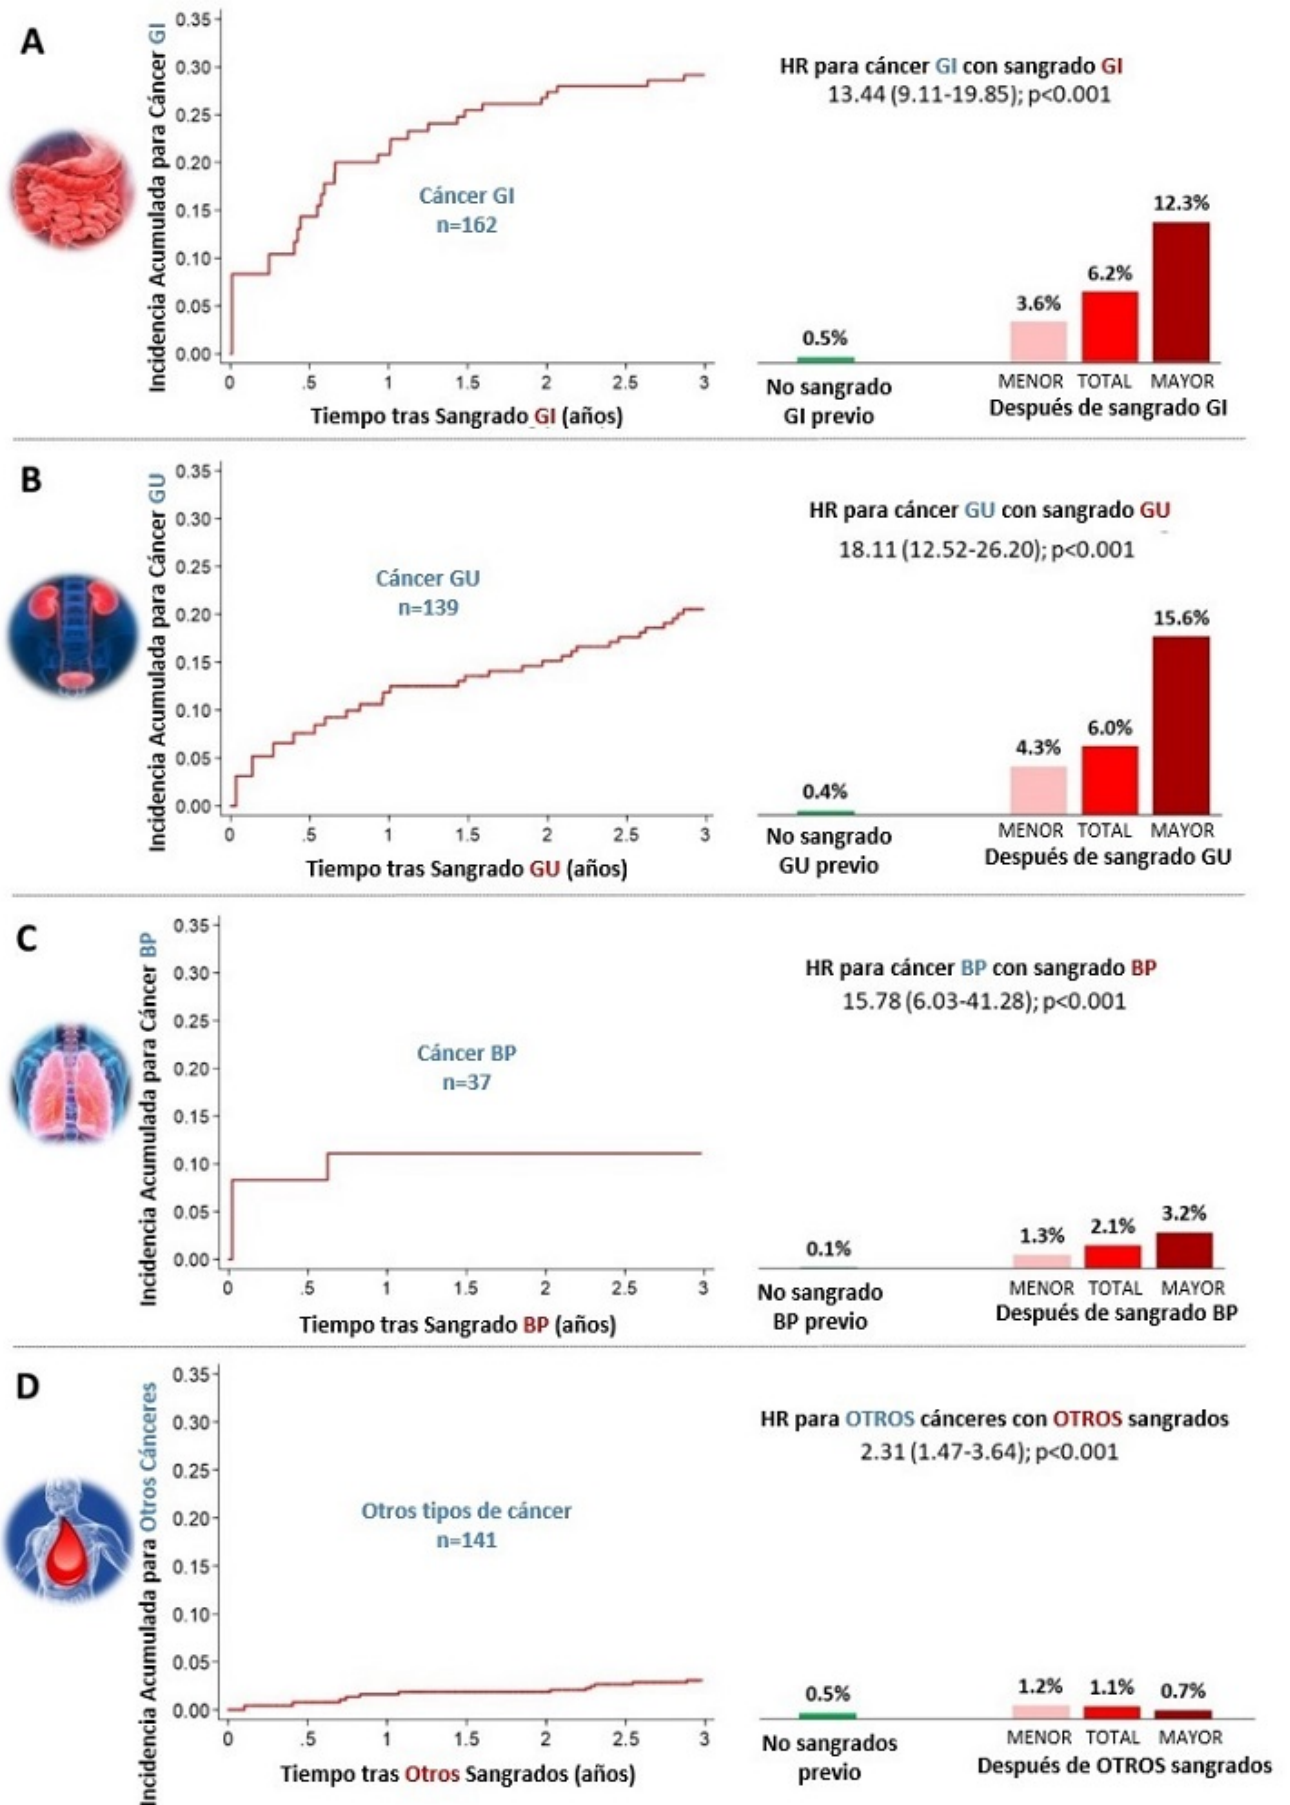 A
Incidencia Acumulada para Cáncer GI
0.35
0.30
0.25
0.20
0.15
0.10
0.05
0.00
0 .5 1 1.5 2 2.5 3
Tiempo tras Sangrado GI (años)
Cáncer GI
n=162
HR para cáncer GI con sangrado GI
13.44 (9.11-19.85); p<0.001
0.5%
3.6%
6.2%
12.3%
No sangrado
GI previo
MENOR TOTAL MAYOR
Después de sangrado GI
B
Incidencia Acumulada para Cáncer GU
0.35
0.30
0.25
0.20
0.15
0.10
0.05
0.00
0 .5 1 1.5 2 2.5 3
Tiempo tras Sangrado GU (años)
Cáncer GU
n=139
HR para cáncer GU con sangrado GU
18.11 (12.52-26.20); p<0.001
0.4%
4.3%
6.0%
15.6%
No sangrado
GU previo
MENOR TOTAL MAYOR
Después de sangrado GU
C
Incidencia Acumulada para Cáncer BP
0.35
0.30
0.25
0.20
0.15
0.10
0.05
0.00
0 .5 1 1.5 2 2.5 3
Tiempo tras Sangrado BP (años)
Cáncer BP
n=37
HR para cáncer BP con sangrado BP
15.78 (6.03-41.28); p<0.001
0.1%
1.3%
2.1%
3.2%
No sangrado
BP previo
MENOR TOTAL MAYOR
Después de sangrado BP
D
Incidencia Acumulada para Otros Cánceres
0.35
0.30
0.25
0.20
0.15
0.10
0.05
0.00
0 .5 1 1.5 2 2.5 3
Tiempo tras Otros Sangrados (años)
Otros tipos de cáncer
n=141
HR para OTROS cánceres con OTROS sangrados
2.31 (1.47-3.64); p<0.001
0.5%
1.2%
1.1%
0.7%
No sangrados
previo
MENOR TOTAL MAYOR
Después de OTROS sangrados